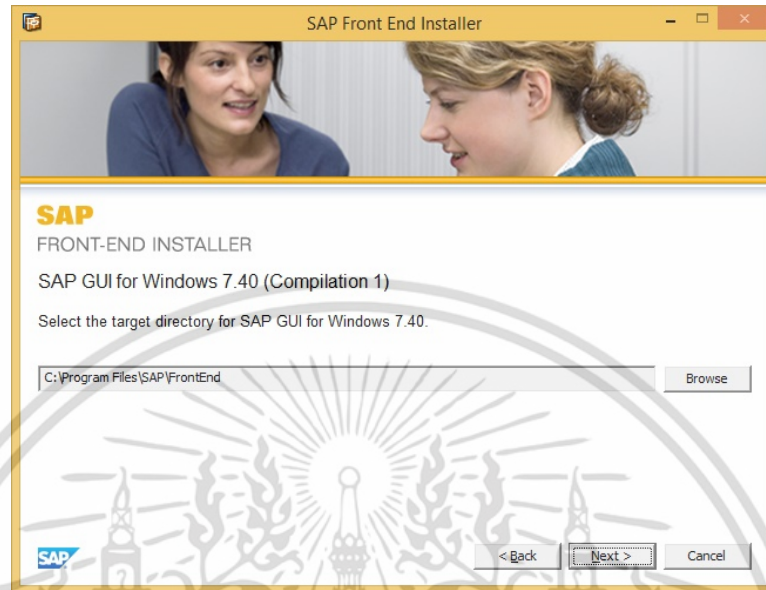 SAP Front End Installer
SAP
FRONT-END INSTALLER
SAP GUI for Windows 7.40 (Compilation 1)
Select the target directory for SAP GUI for Windows 7.40.
C:\Program Files\SAP\FrontEnd
Browse
SAP
< Back
Next >
Cancel